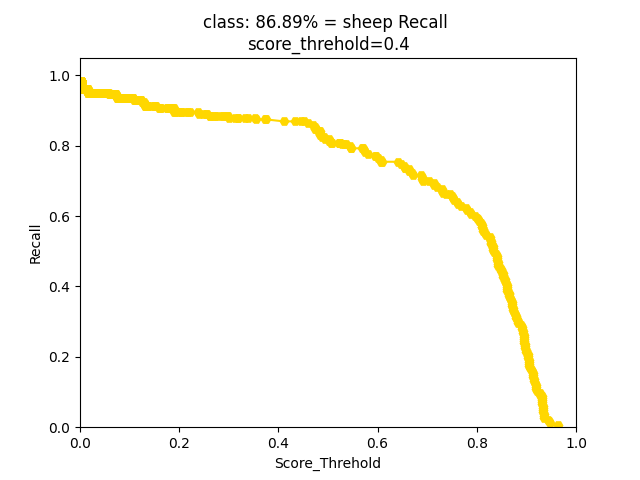 class: 86.89% = sheep Recall
score_threhold=0.4
1.0
0.8
0.6
0.4
0.2
0.0
Recall
0.0 0.2 0.4 0.6 0.8 1.0
Score_Threhold